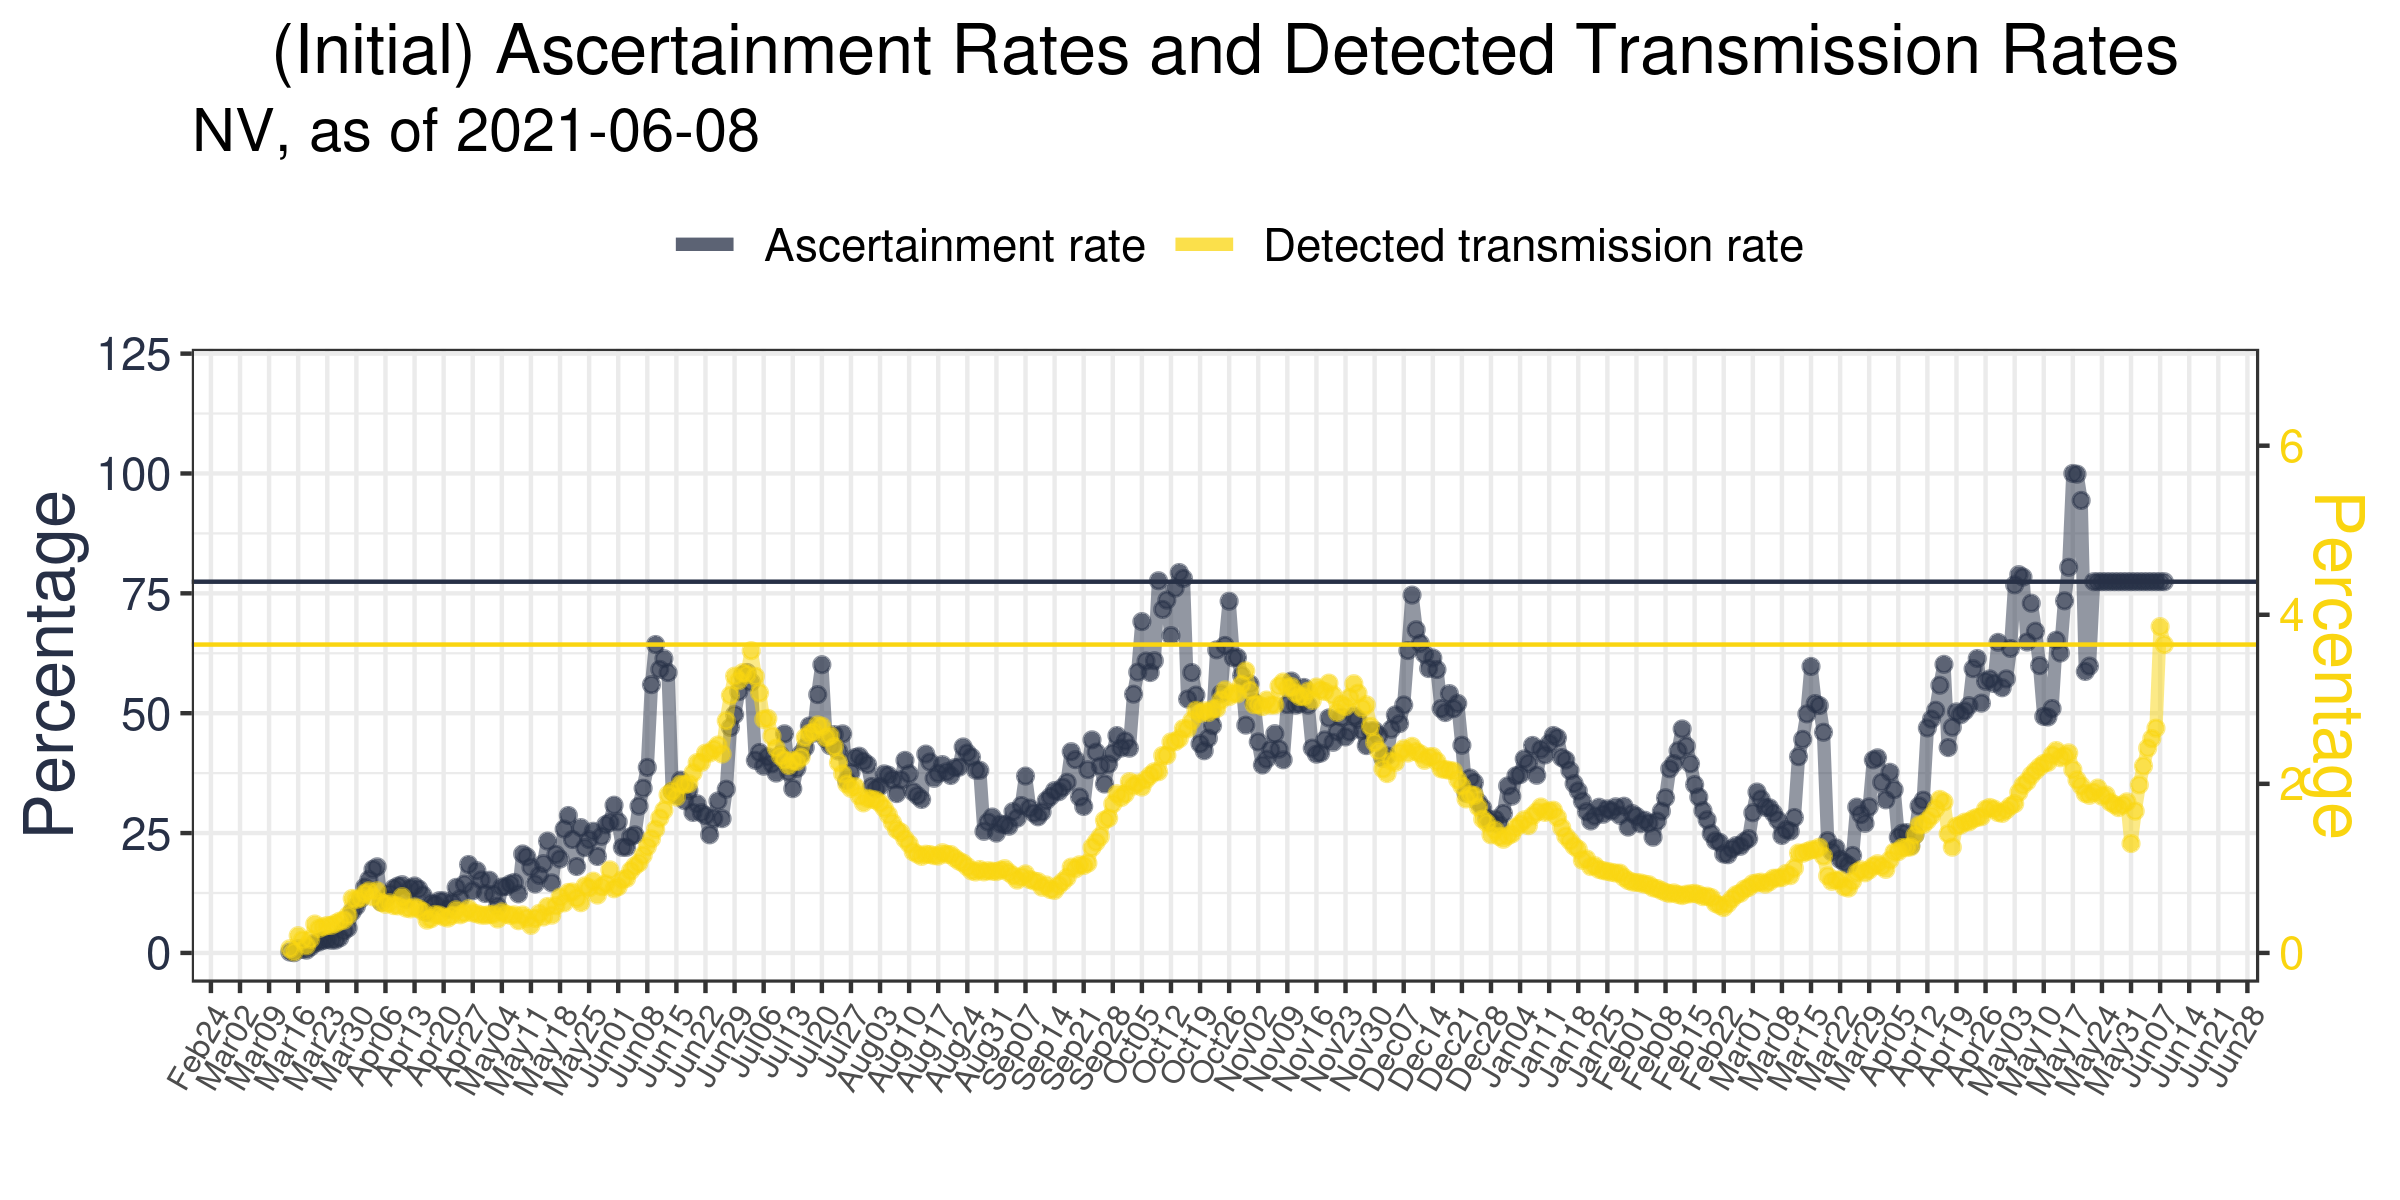 (Initial) Ascertainment Rates and Detected Transmission Rates
NV, as of 2021-06-08
Ascertainment rate
Detected transmission rate
Percentage
125
100
75
50
25
0
6
4
2
0
Percentage
Feb24
Mar02
Mar09
Mar16
Mar23
Mar30
Apr06
Apr13
Apr20
Apr27
May04
May11
May18
May25
Jun01
Jun08
Jun15
Jun22
Jun29
Jul06
Jul13
Jul20
Jul27
Aug03
Aug10
Aug17
Aug24
Aug31
Sep07
Sep14
Sep21
Sep28
Oct05
Oct12
Oct19
Oct26
Nov02
Nov09
Nov16
Nov23
Nov30
Dec07
Dec14
Dec21
Dec28
Jan04
Jan11
Jan18
Jan25
Feb01
Feb08
Feb15
Feb22
Mar01
Mar08
Mar15
Mar22
Mar29
Apr05
Apr12
Apr19
Apr26
May03
May10
May17
May24
May31
Jun07
Jun14
Jun21
Jun28